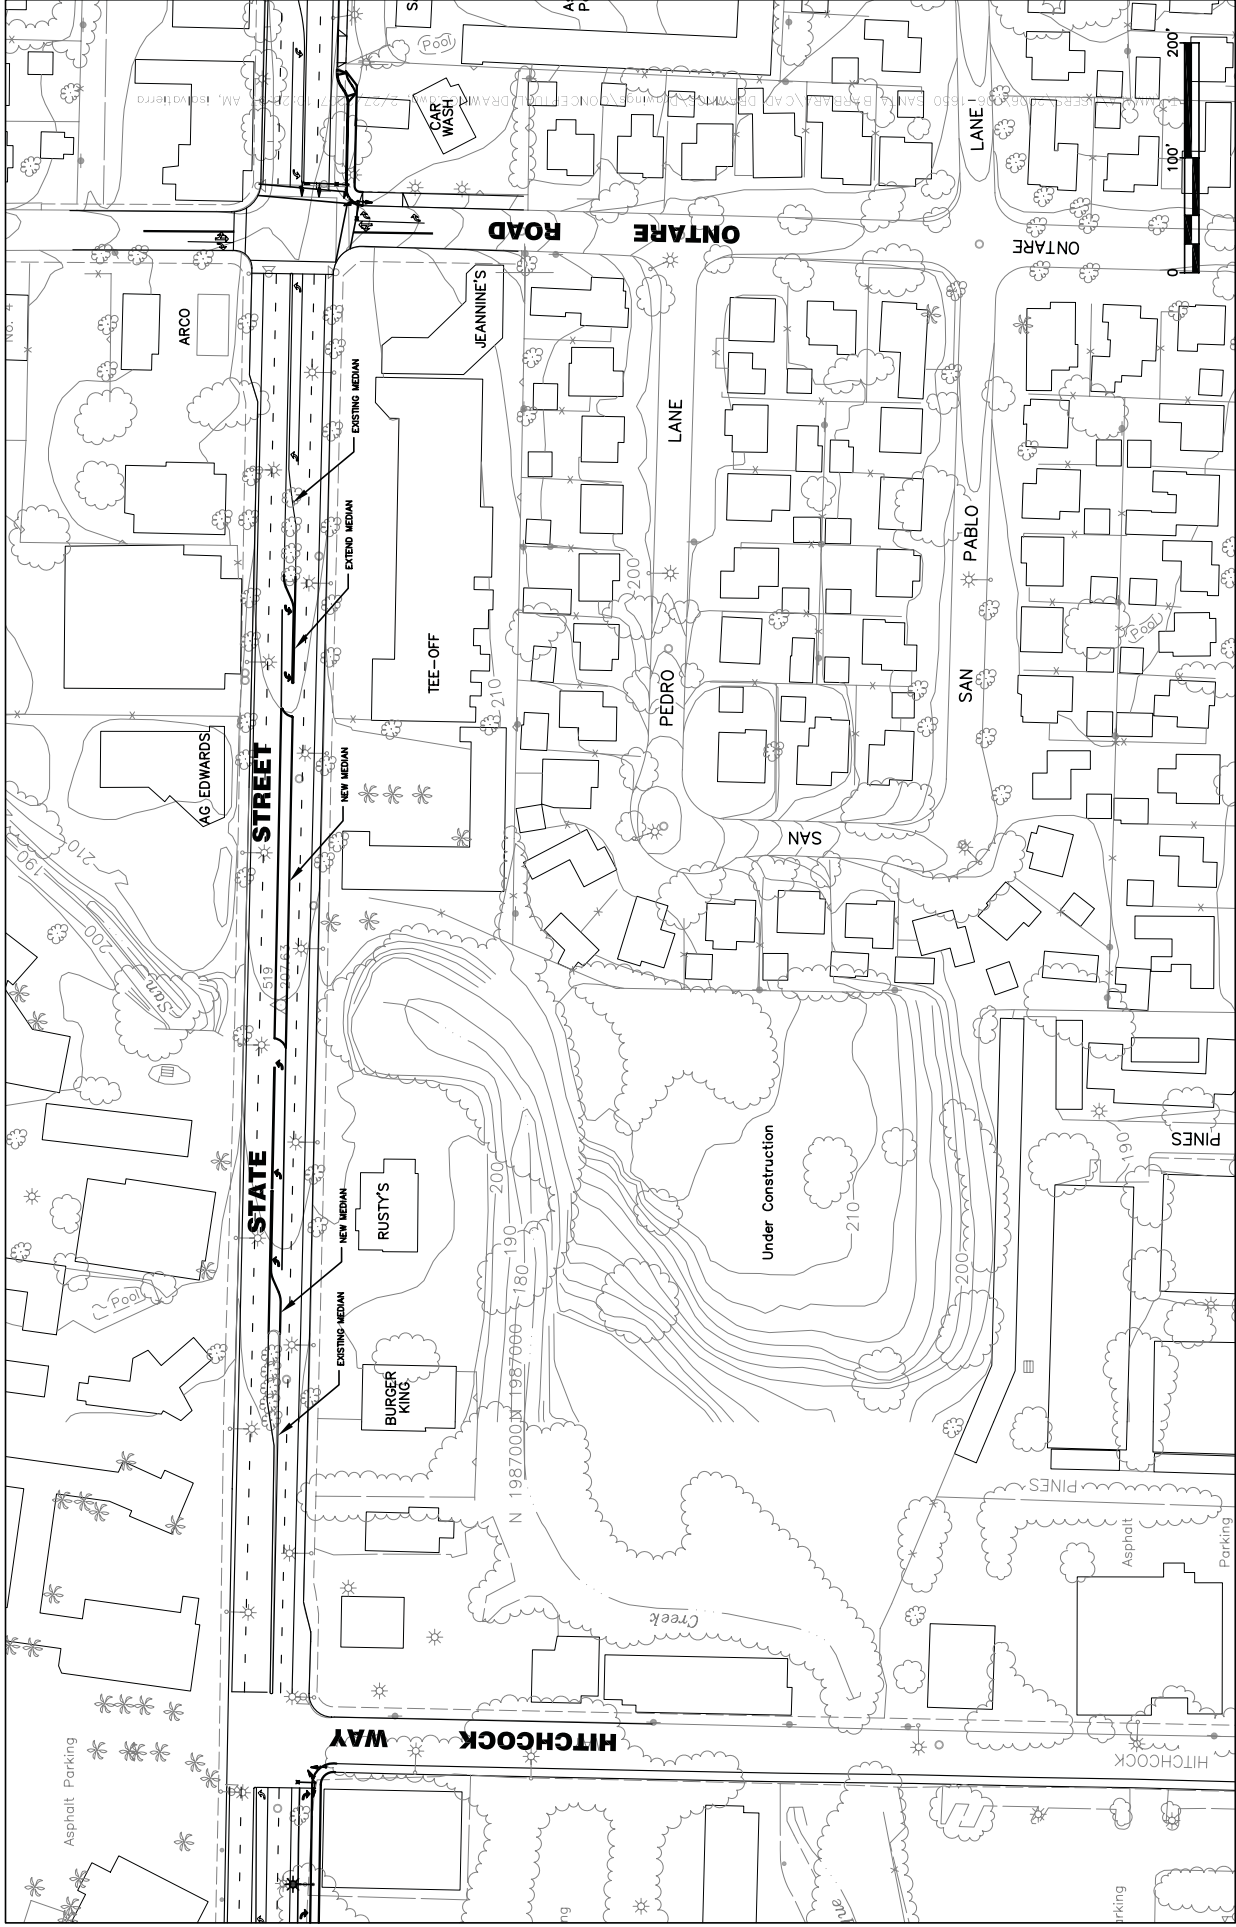 Pool
CAR
WASH
200'
100'
0
LANE
ONTARE
ROAD
ONTARE
ARCO
No. 4
JEANNINE'S
EXISTING MEDIAN
LANE
EXTEND MEDIAN
PABLO
200
TEE-OFF
210
PEDRO
SAN
Pool
AG EDWARDS
STREET
NEW MEDIAN
SAN
190
210
200
San
519
207.63
STATE
RUSTY'S
NEW MEDIAN
EXISTING MEDIAN
BURGER
KING
200
190
180
N 1987000
N 1987000
Under Construction
210
200
190
PINES
Pool
PINES
Asphalt
Parking
Creek
HITCHCOCK
WAY
HITCHCOCK
Asphalt Parking